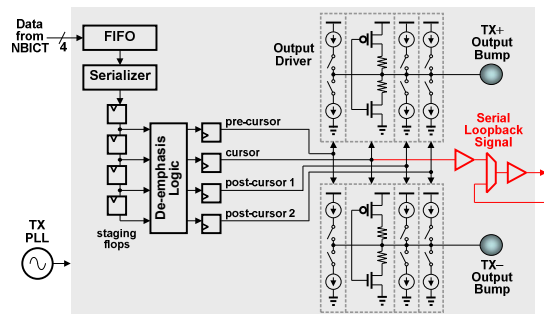 Data from NBICT
4
FIFO
Serializer
De-emphasis Logic
staging flops
pre-cursor
cursor
post-cursor 1
post-cursor 2
Output Driver
TX+ Output Bump
Serial Loopback Signal
TX PLL
TX– Output Bump